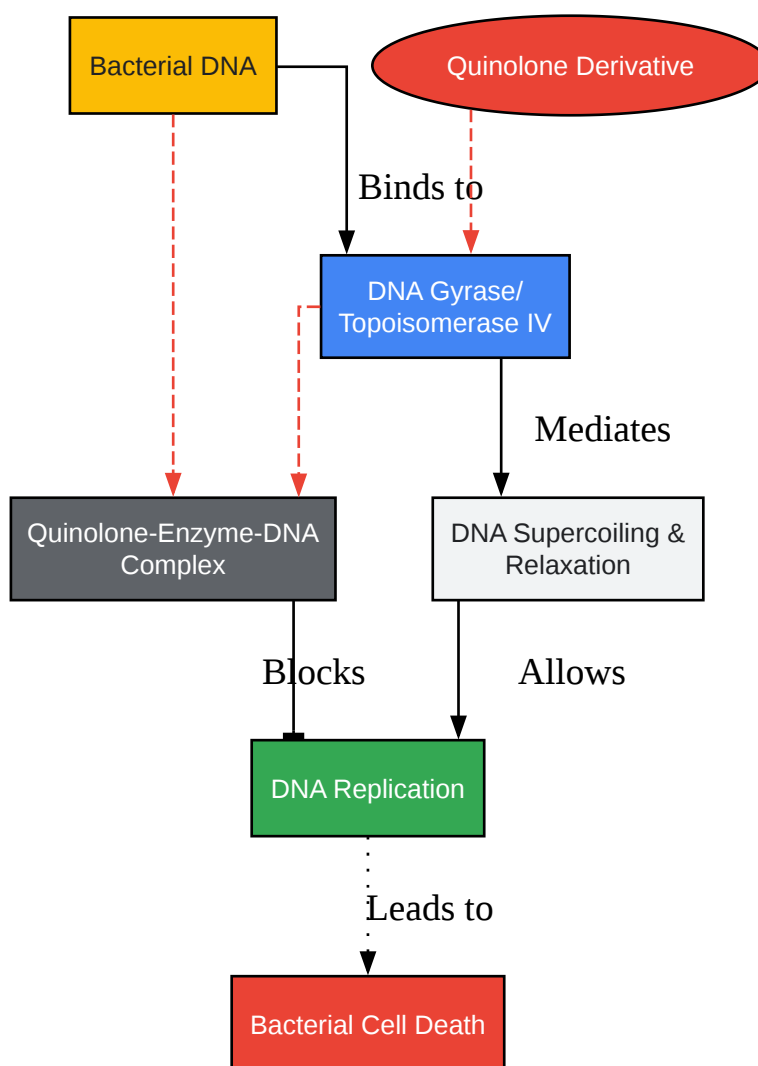 Bacterial DNA
Quinolone Derivative
Binds to
DNA Gyrase/
Topoisomerase IV
Mediates
Quinolone-Enzyme-DNA
Complex
DNA Supercoiling &
Relaxation
Blocks
Allows
DNA Replication
Leads to
Bacterial Cell Death